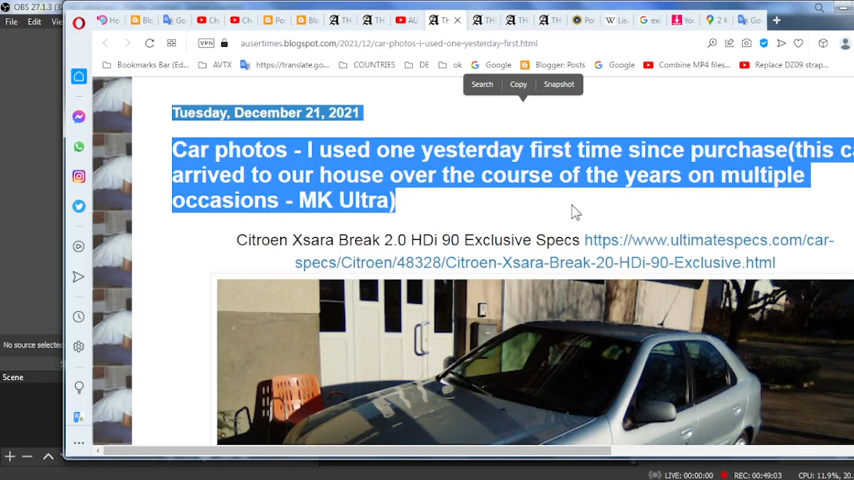 OBS 27.1.3
File Edit
ausertimes.blogspot.com/2021/12/car-photos-i-used-one-yesterday-first.html
VPN
Bookmarks Bar (Ed... AVTX https://translate.goo... COUNTRIES DE ok Google Blogger: Posts Google Combine MP4 files... Replace DZ09 strap...
Search Copy Snapshot
Tuesday, December 21, 2021
Car photos - I used one yesterday first time since purchase(this ca
arrived to our house over the course of the years on multiple
occasions - MK Ultra)
Citroen Xsara Break 2.0 HDi 90 Exclusive Specs https://www.ultimatespecs.com/car-
specs/Citroen/48328/Citroen-Xsara-Break-20-HDi-90-Exclusive.html
No source selected
Scene
LIVE: 00:00:00 REC: 00:49:03 CPU: 11.9%, 20.